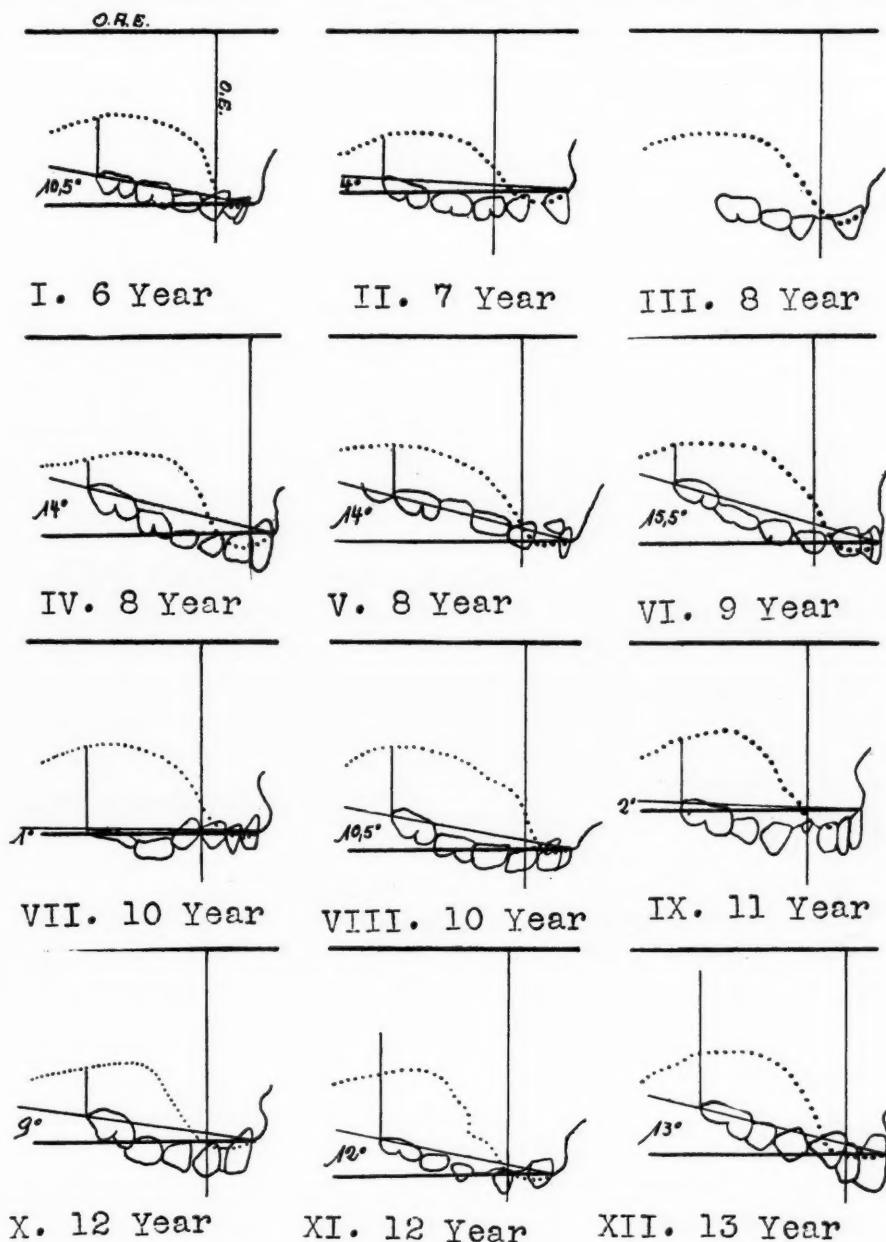 O.A.E.
O.E.
10,5°
4°
I. 6 Year
II. 7 Year
III. 8 Year
14°
14°
15,5°
IV. 8 Year
V. 8 Year
VI. 9 Year
1°
10,5°
2°
VII. 10 Year
VIII. 10 Year
IX. 11 Year
9°
12°
13°
X. 12 Year
XI. 12 Year
XII. 13 Year